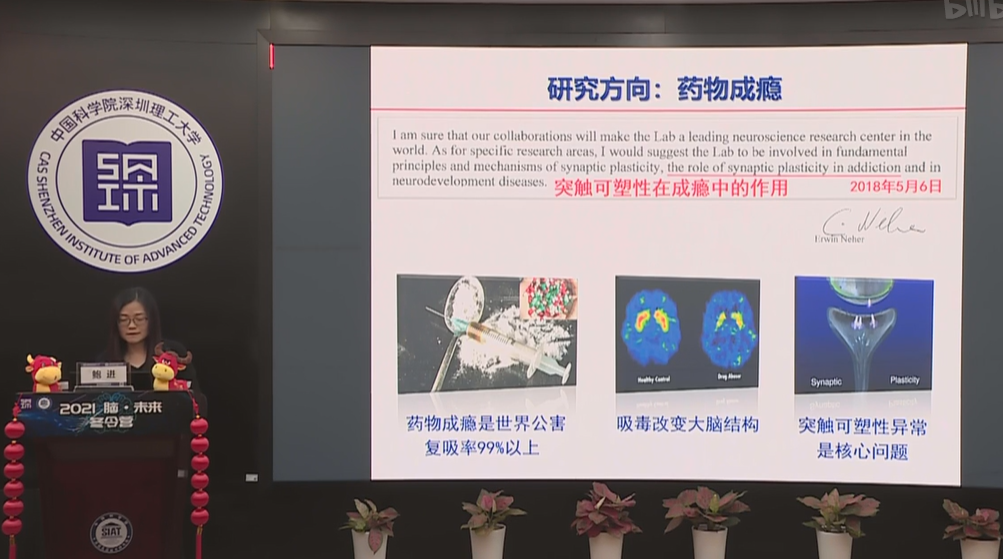 研究方向：药物成瘾
I am sure that our collaborations will make the Lab a leading neuroscience research center in the
world. As for specific research areas, I would suggest the Lab to be involved in fundamental
principles and mechanisms of synaptic plasticity, the role of synaptic plasticity in addiction and in
neurodevelopment diseases.
突触可塑性在成瘾中的作用
2018年5月6日
E. Neher
Erwin Neher
Healthy Control
Drug Abuser
Synaptic
Plasticity
药物成瘾是世界公害
复吸率99%以上
吸毒改变大脑结构
突触可塑性异常
是核心问题
中国科学院深圳理工大学
CAS SHENZHEN INSTITUTE OF ADVANCED TECHNOLOGY
鲍进
2021 脑·未来
冬令营
SIAT